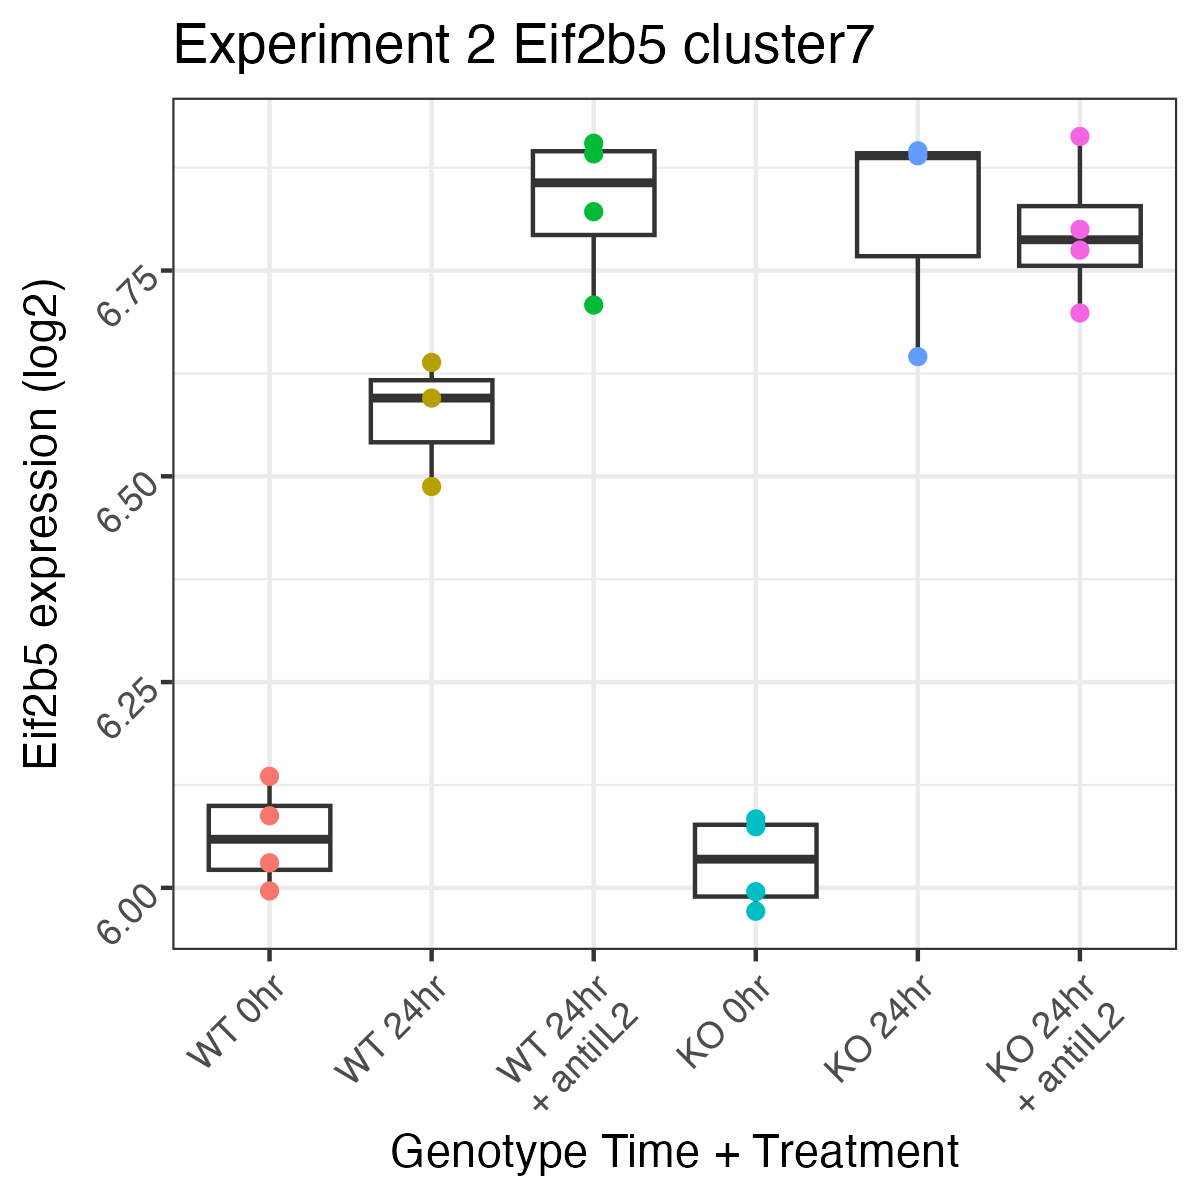 Experiment 2 Eif2b5 cluster7
Eif2b5 expression (log2)
6.75
6.50
6.25
6.00
WT 0hr
WT 24hr
WT 24hr
+ antiIL2
KO 0hr
KO 24hr
KO 24hr
+ antiIL2
Genotype Time + Treatment